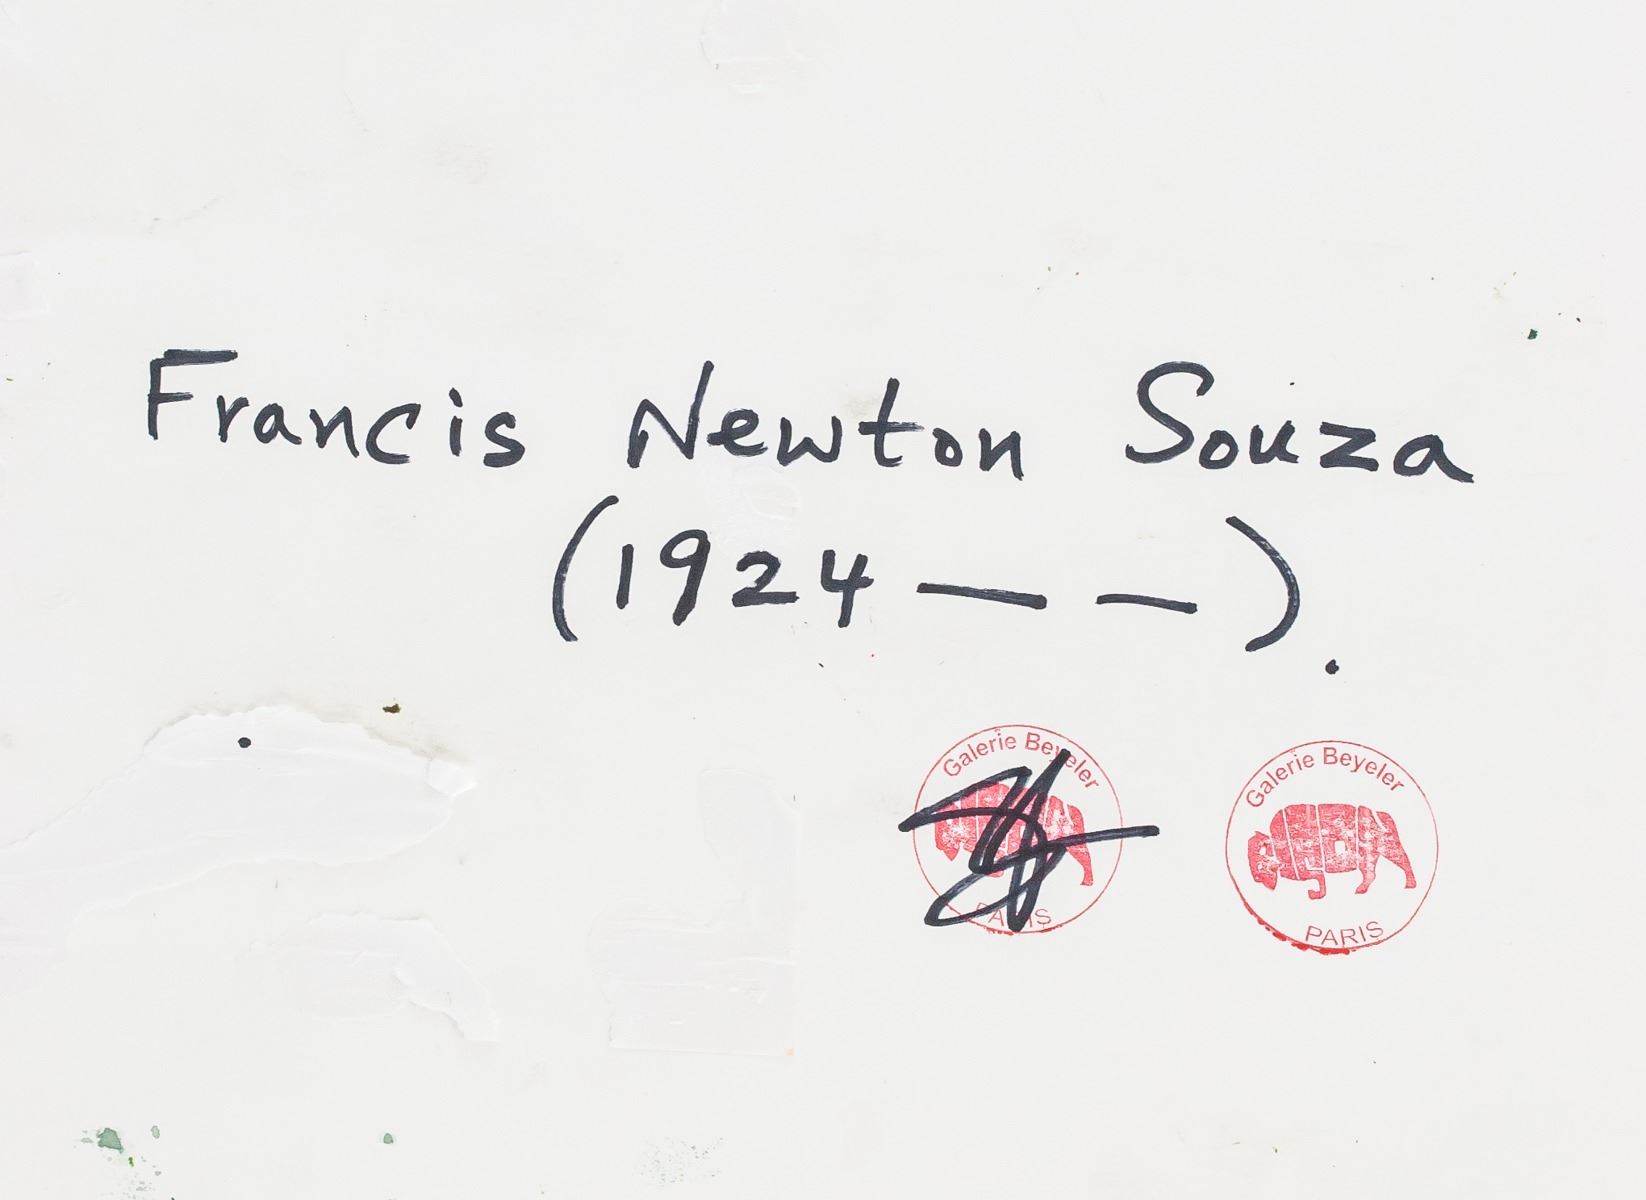 Francis Newton Souza
(1924 — — ).
Galerie Beyeler
PARIS
Galerie Beyeler
PARIS